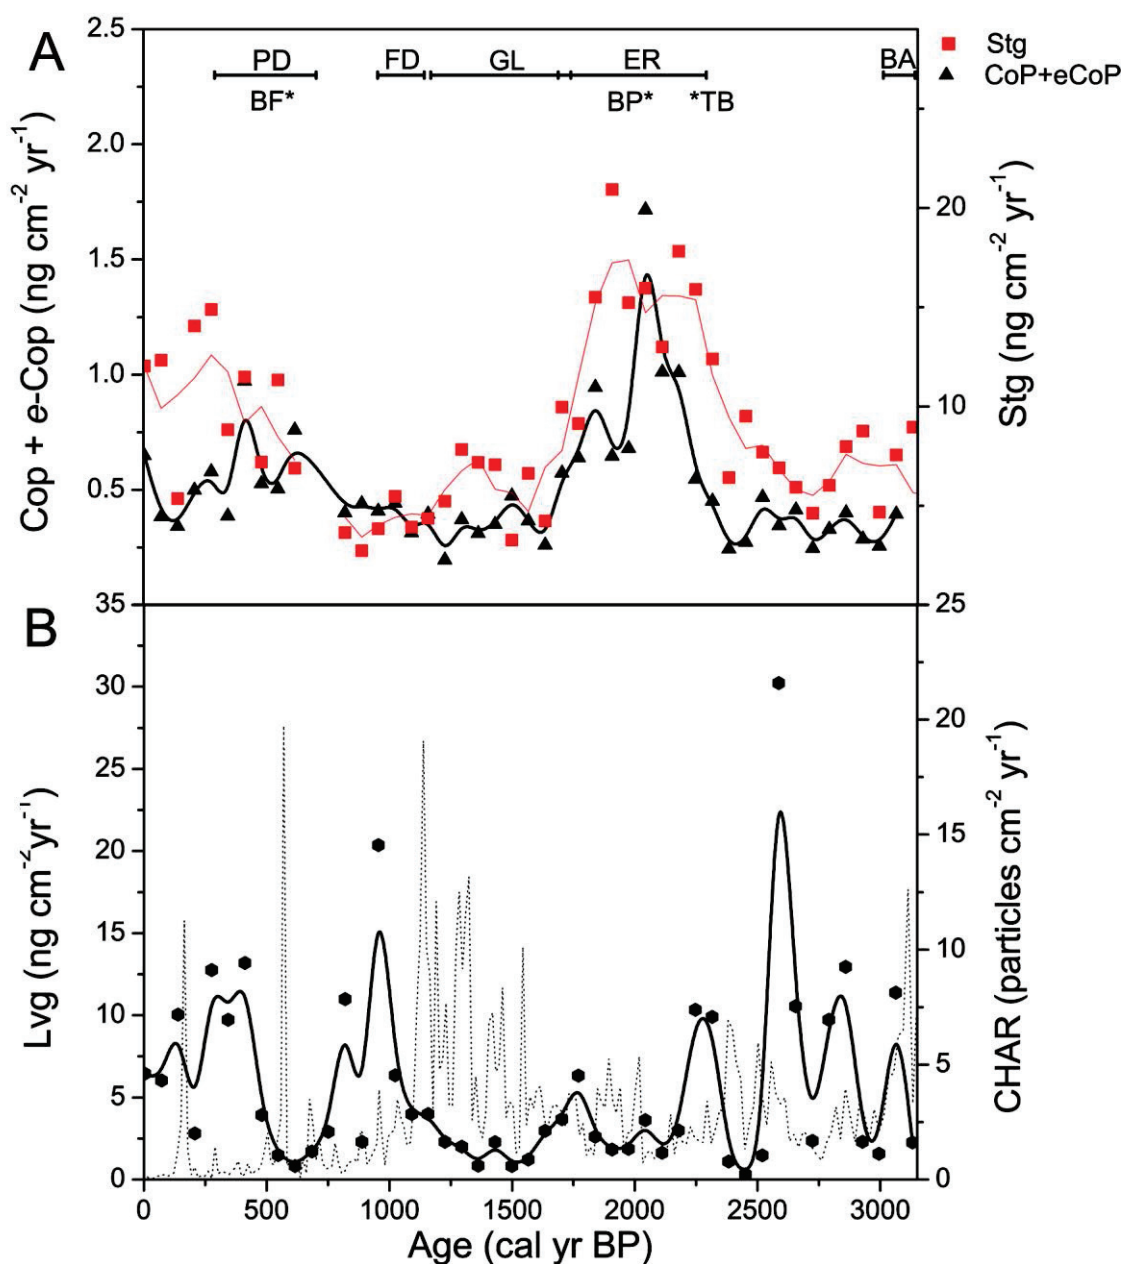 A
2.5
2.0
1.5
1.0
0.5
Cop + e-Cop (ng cm-2 yr-1)
PD
FD
GL
ER
BA
BF*
BP*
*TB
Stg
CoP+eCoP
20
10
Stg (ng cm-2 yr-1)
B
35
30
25
20
15
10
5
0
Lvg (ng cm-2yr-1)
25
20
15
10
5
0
CHAR (particles cm-2 yr-1)
0 500 1000 1500 2000 2500 3000
Age (cal yr BP)